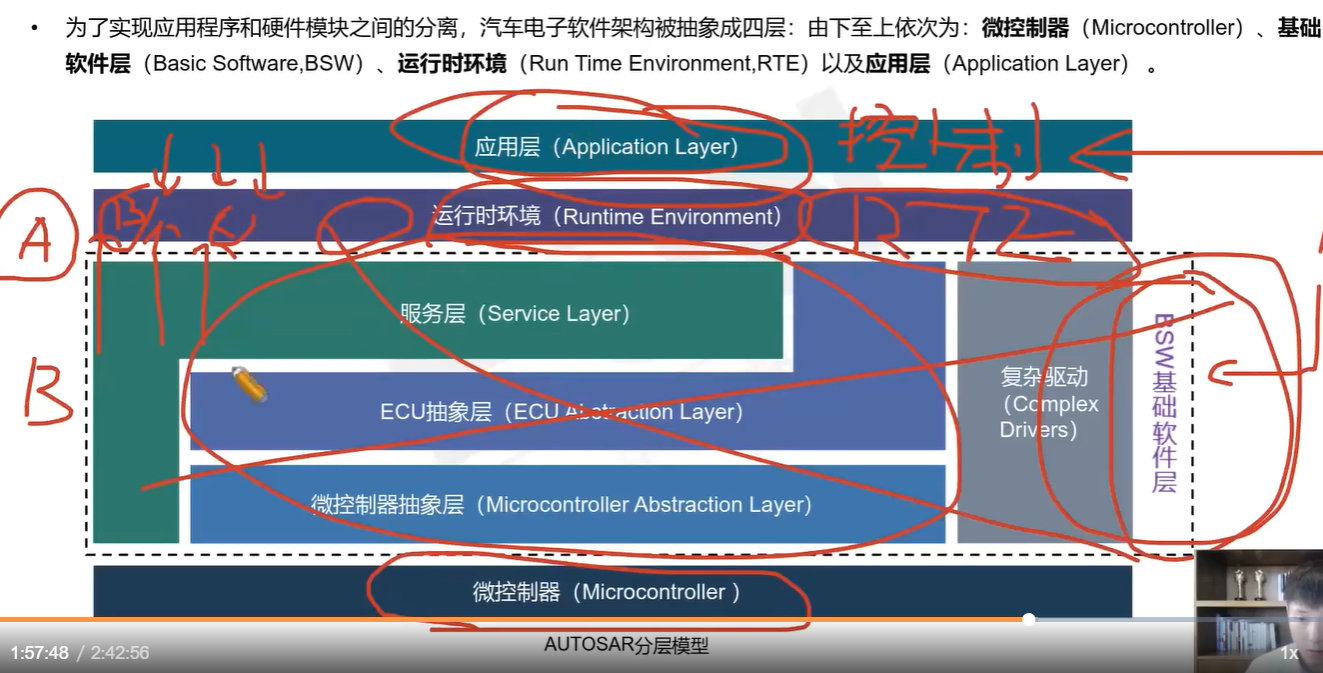 • 为了实现应用程序和硬件模块之间的分离，汽车电子软件架构被抽象成四层：由下至上依次为：微控制器（Microcontroller）、基础
软件层（Basic Software,BSW）、运行时环境（Run Time Environment,RTE）以及应用层（Application Layer） 。
应用层（Application Layer）
控制
运行时环境（Runtime Environment）
RTE
A
服务层（Service Layer）
B
ECU抽象层（ECU Abstraction Layer）
复杂驱动
（Complex
Drivers）
BSW基础软件层
微控制器抽象层（Microcontroller Abstraction Layer）
微控制器（Microcontroller ）
AUTOSAR分层模型
1:57:48 / 2:42:56
1x